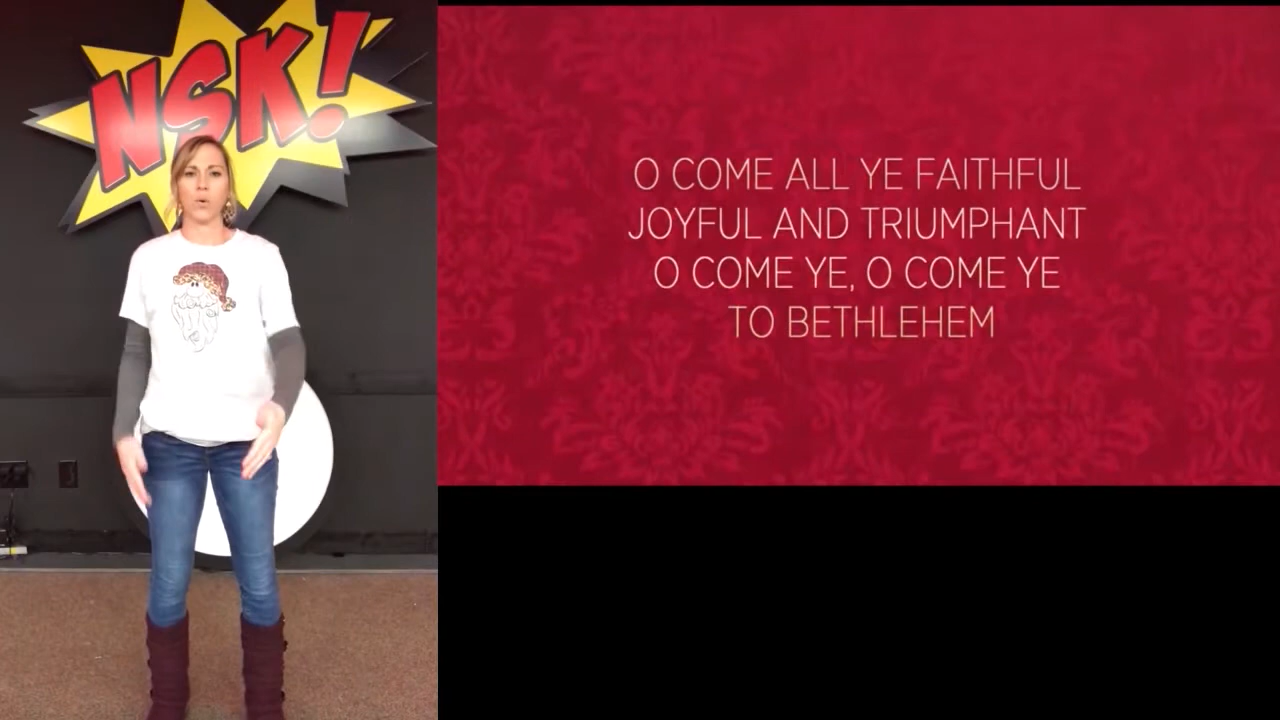 NSK!
O COME ALL YE FAITHFUL
JOYFUL AND TRIUMPHANT
O COME YE, O COME YE
TO BETHLEHEM